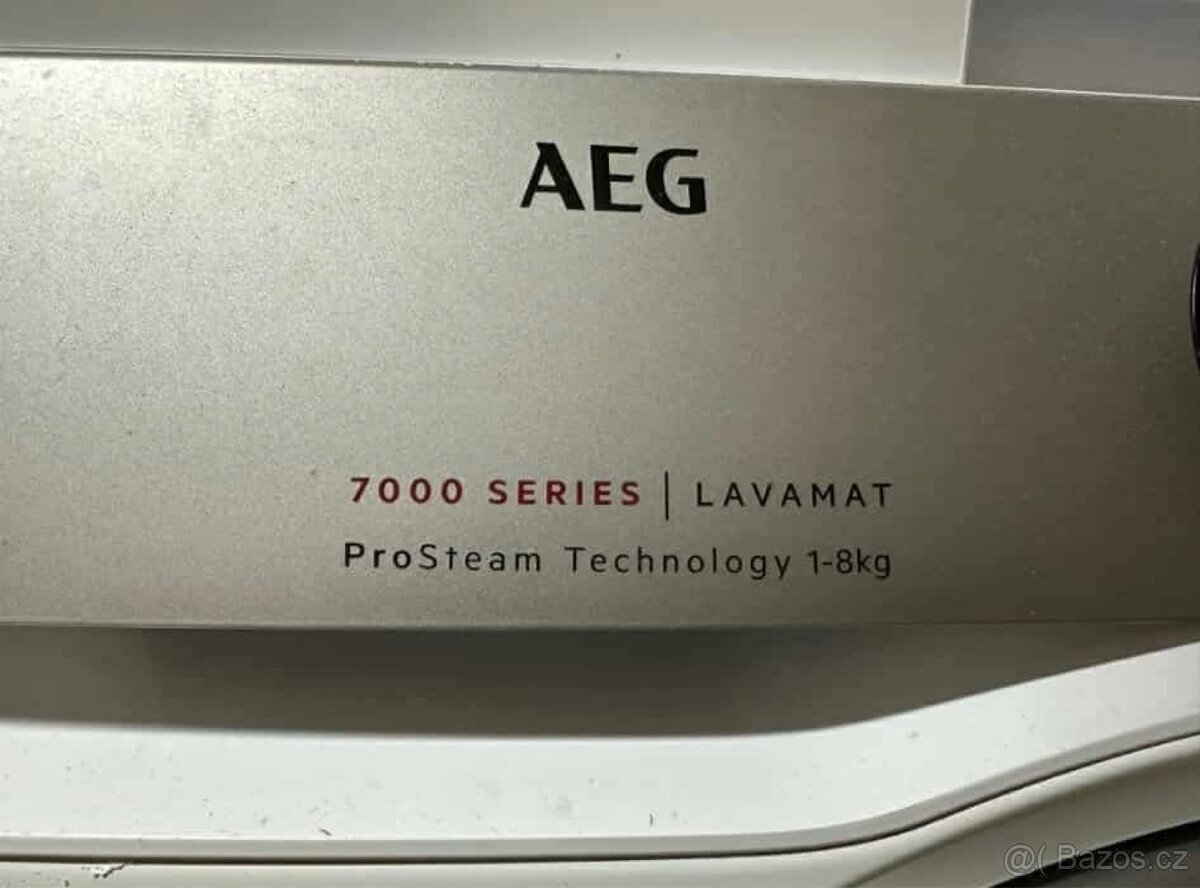 AEG
7000 SERIES | LAVAMAT
ProSteam Technology 1-8kg
@( Bazos.cz